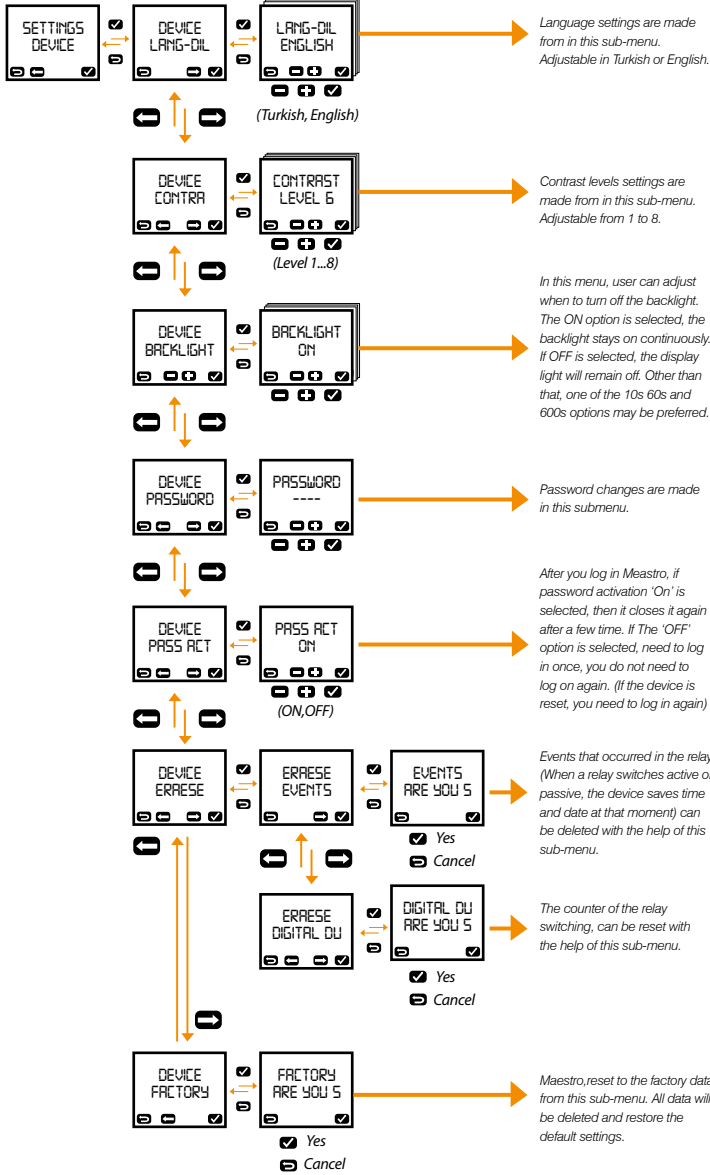 SETTINGS
DEVICE
DEVICE
LANG-DIL
LANG-DIL
ENGLISH
(Turkish, English)
Language settings are made
from in this sub-menu.
Adjustable in Turkish or English.
DEVICE
CONTRA
CONTRAST
LEVEL 6
(Level 1...8)
Contrast levels settings are
made from in this sub-menu.
Adjustable from 1 to 8.
DEVICE
BACKLIGHT
BACKLIGHT
ON
In this menu, user can adjust
when to turn off the backlight.
The ON option is selected, the
backlight stays on continuously.
If OFF is selected, the display
light will remain off. Other than
that, one of the 10s 60s and
600s options may be preferred.
DEVICE
PASSWORD
PASSWORD
----
Password changes are made
in this submenu.
DEVICE
PASS ACT
PASS ACT
ON
(ON,OFF)
After you log in Meastro, if
password activation ‘On’ is
selected, then it closes it again
after a few time. If The ‘OFF’
option is selected, need to log
in once, you do not need to
log on again. (If the device is
reset, you need to log in again)
DEVICE
ERAESE
ERAESE
EVENTS
EVENTS
ARE YOU S
Yes
Cancel
Events that occurred in the relay
(When a relay switches active or
passive, the device saves time
and date at that moment) can
be deleted with the help of this
sub-menu.
ERAESE
DIGITAL DU
DIGITAL DU
ARE YOU S
Yes
Cancel
The counter of the relay
switching, can be reset with
the help of this sub-menu.
DEVICE
FACTORY
FACTORY
ARE YOU S
Yes
Cancel
Maestro,reset to the factory data
from this sub-menu. All data will
be deleted and restore the
default settings.